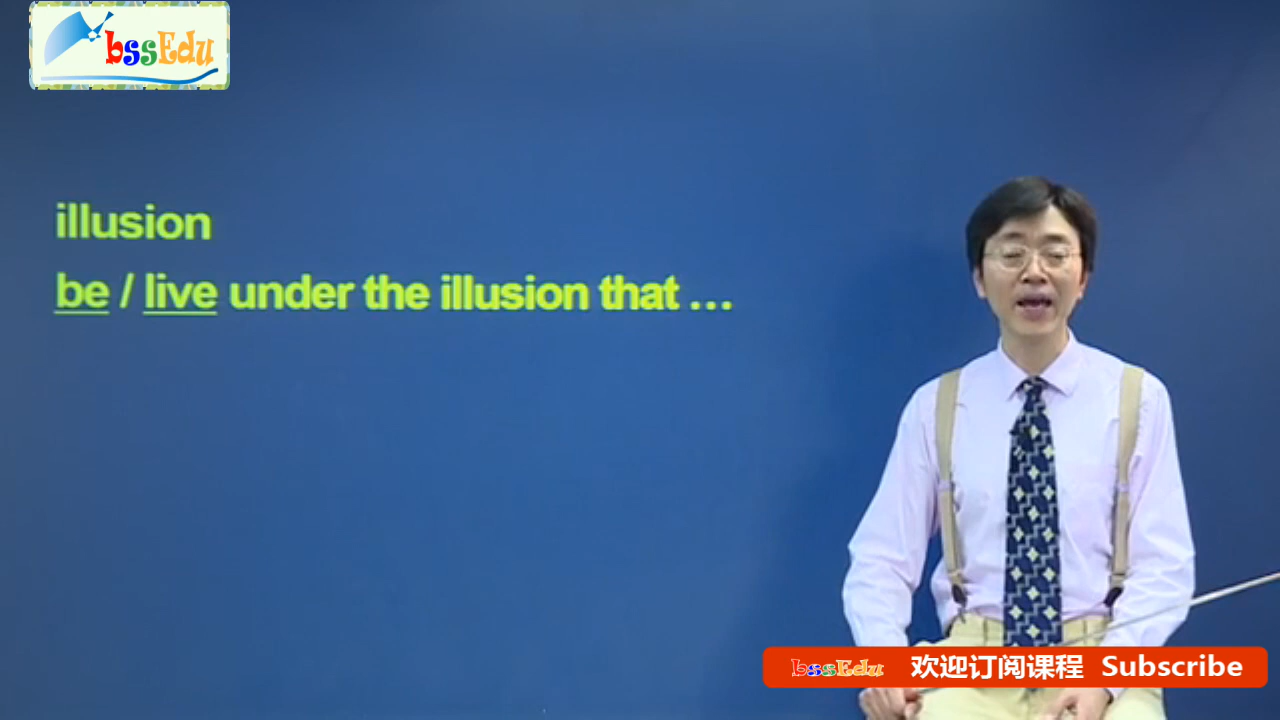 bssEdu
illusion
be / live under the illusion that …
bssEdu 欢迎订阅课程 Subscribe